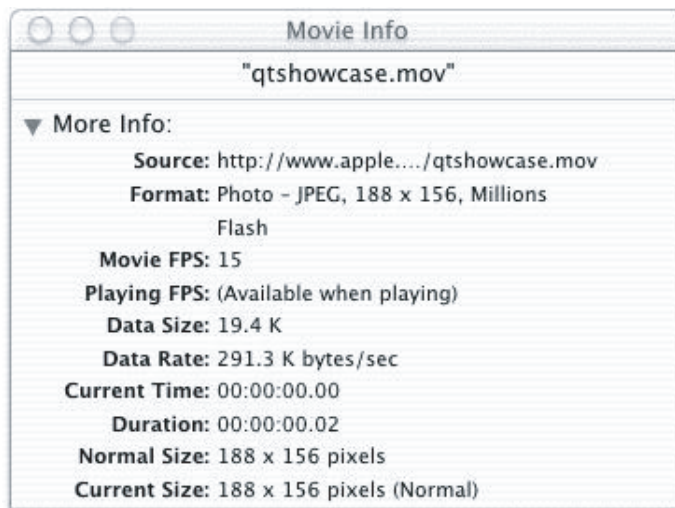 Movie Info
"qtshowcase.mov"
More Info:
Source: http://www.apple..../qtshowcase.mov
Format: Photo - JPEG, 188 x 156, Millions
Flash
Movie FPS: 15
Playing FPS: (Available when playing)
Data Size: 19.4 K
Data Rate: 291.3 K bytes/sec
Current Time: 00:00:00.00
Duration: 00:00:00.02
Normal Size: 188 x 156 pixels
Current Size: 188 x 156 pixels (Normal)